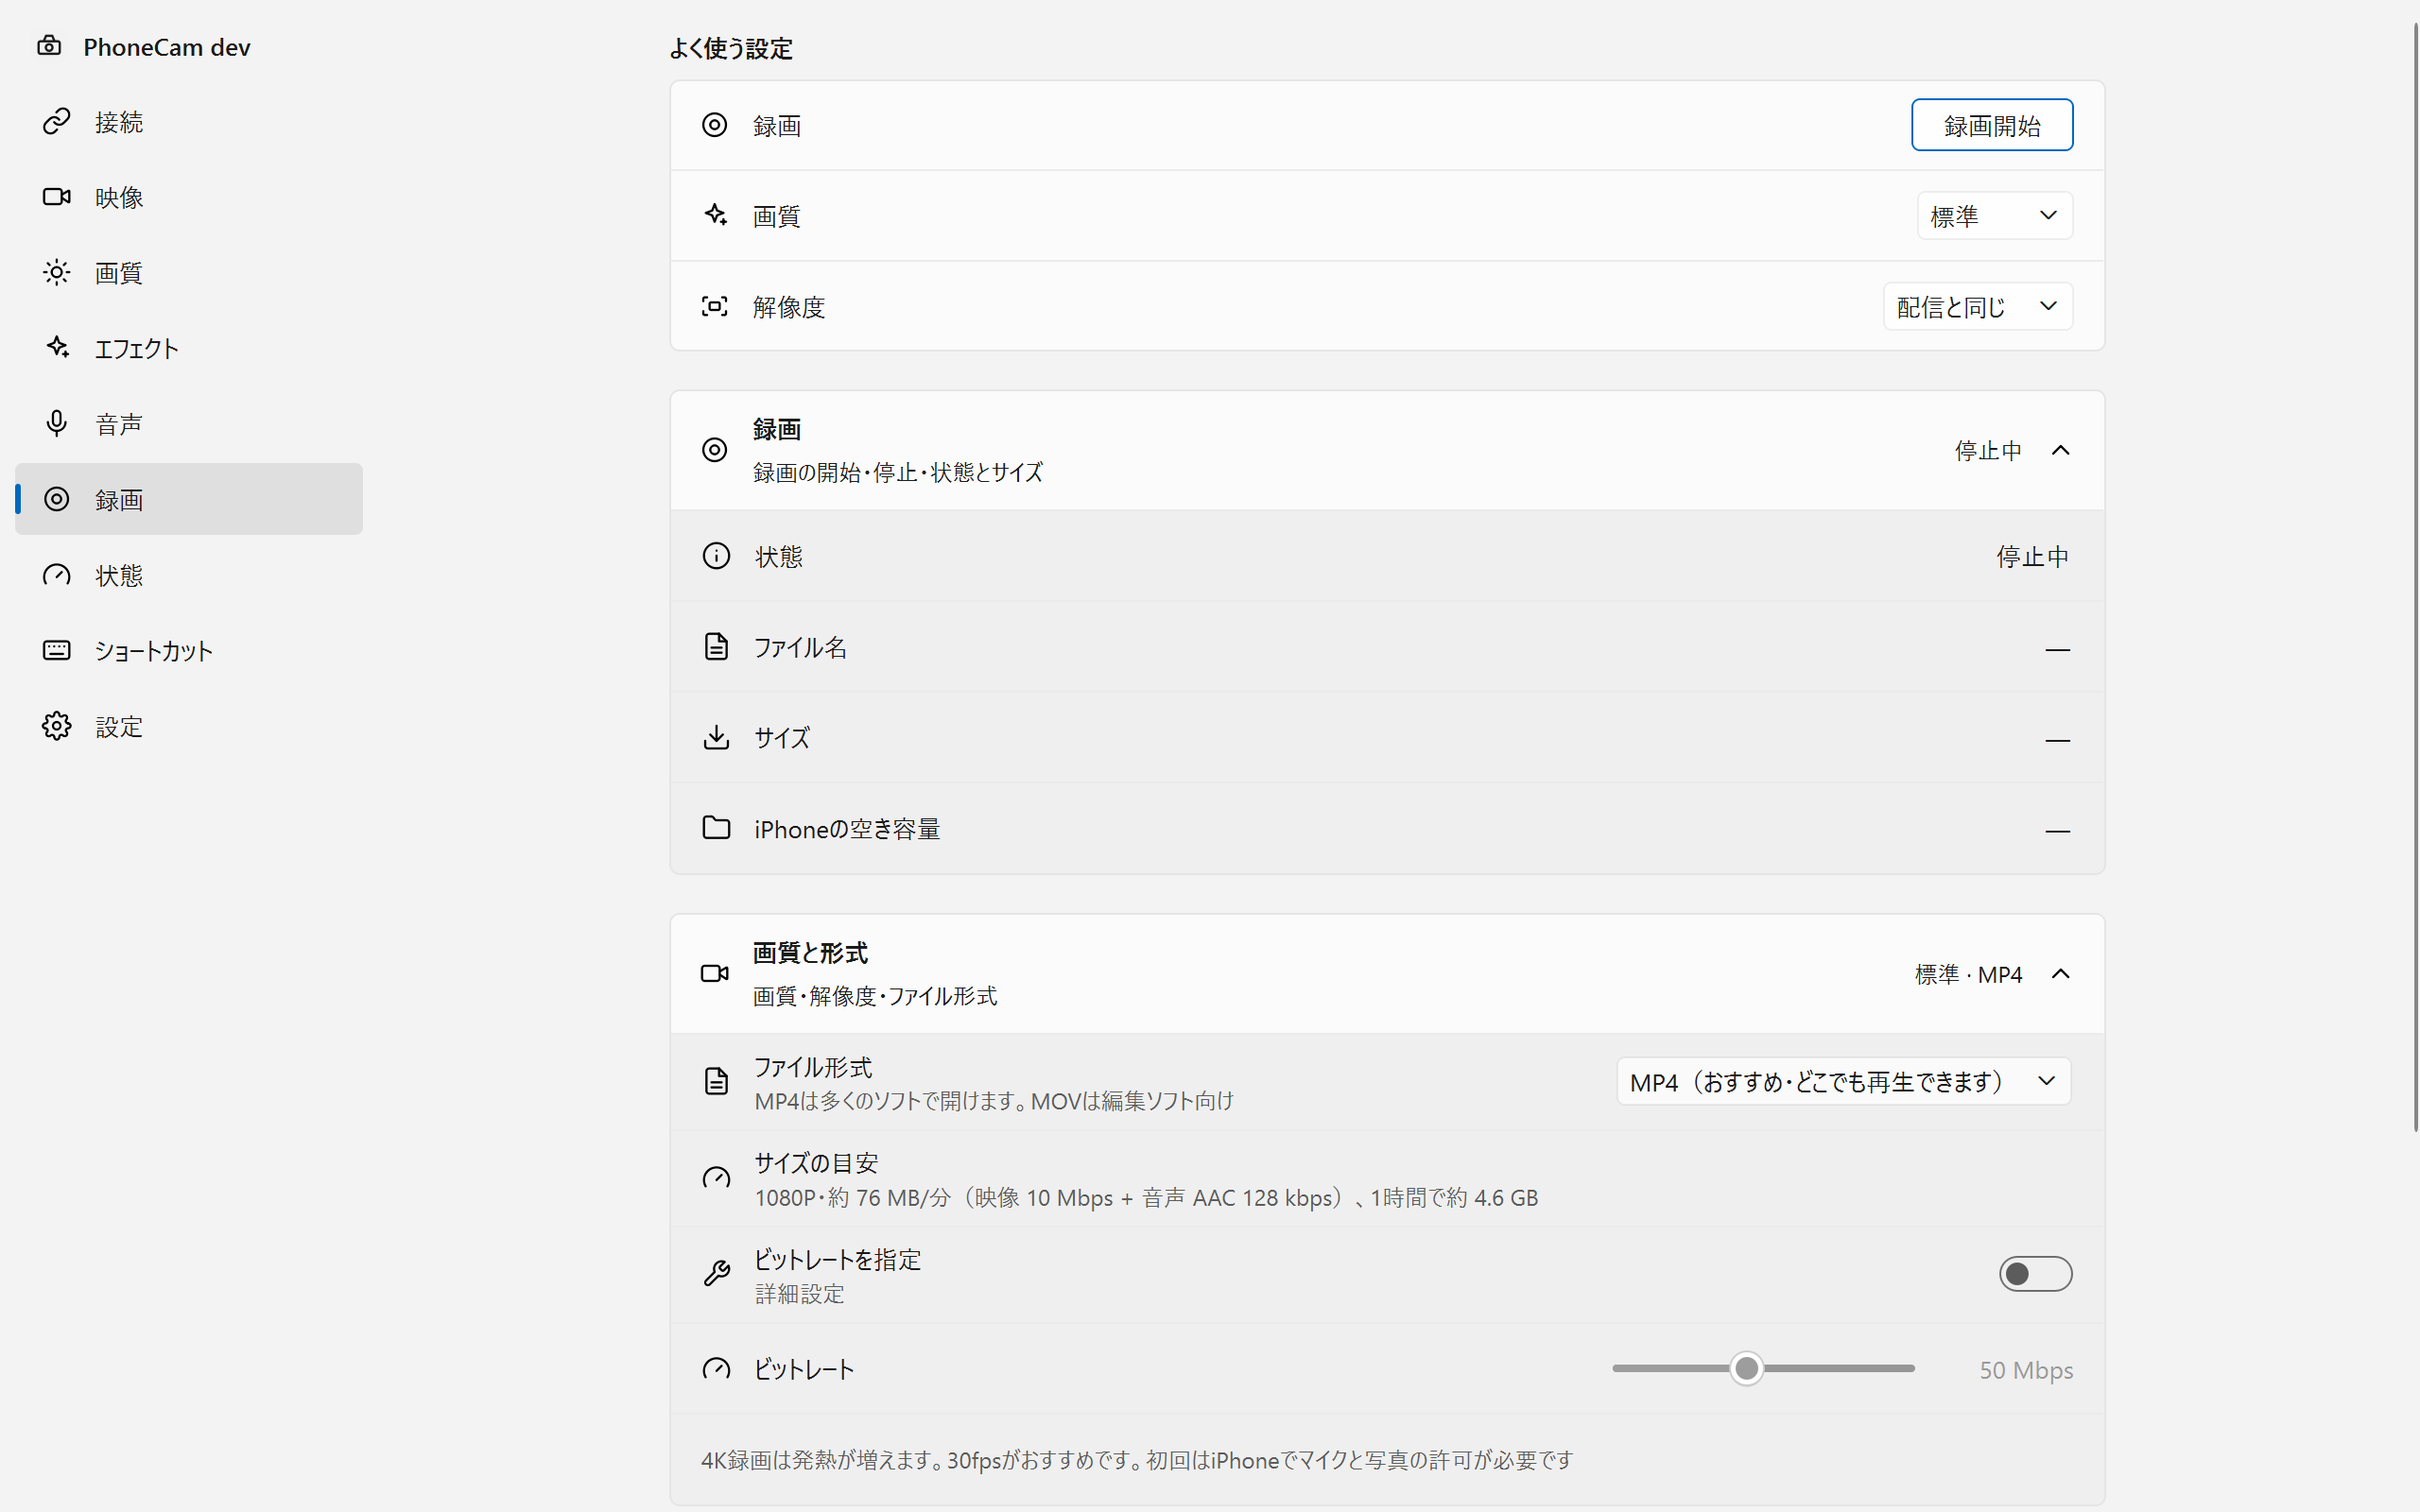 PhoneCam dev
接続
映像
画質
エフェクト
音声
録画
状態
ショートカット
設定
よく使う設定
録画
録画開始
画質
標準
解像度
配信と同じ
録画
録画の開始・停止・状態とサイズ
停止中
状態
停止中
ファイル名
—
サイズ
—
iPhoneの空き容量
—
画質と形式
画質・解像度・ファイル形式
標準 · MP4
ファイル形式
MP4は多くのソフトで開けます。MOVは編集ソフト向け
MP4（おすすめ・どこでも再生できます）
サイズの目安
1080P・約 76 MB/分（映像 10 Mbps + 音声 AAC 128 kbps）、1時間で約 4.6 GB
ビットレートを指定
詳細設定
ビットレート
50 Mbps
4K録画は発熱が増えます。30fpsがおすすめです。初回はiPhoneでマイクと写真の許可が必要です